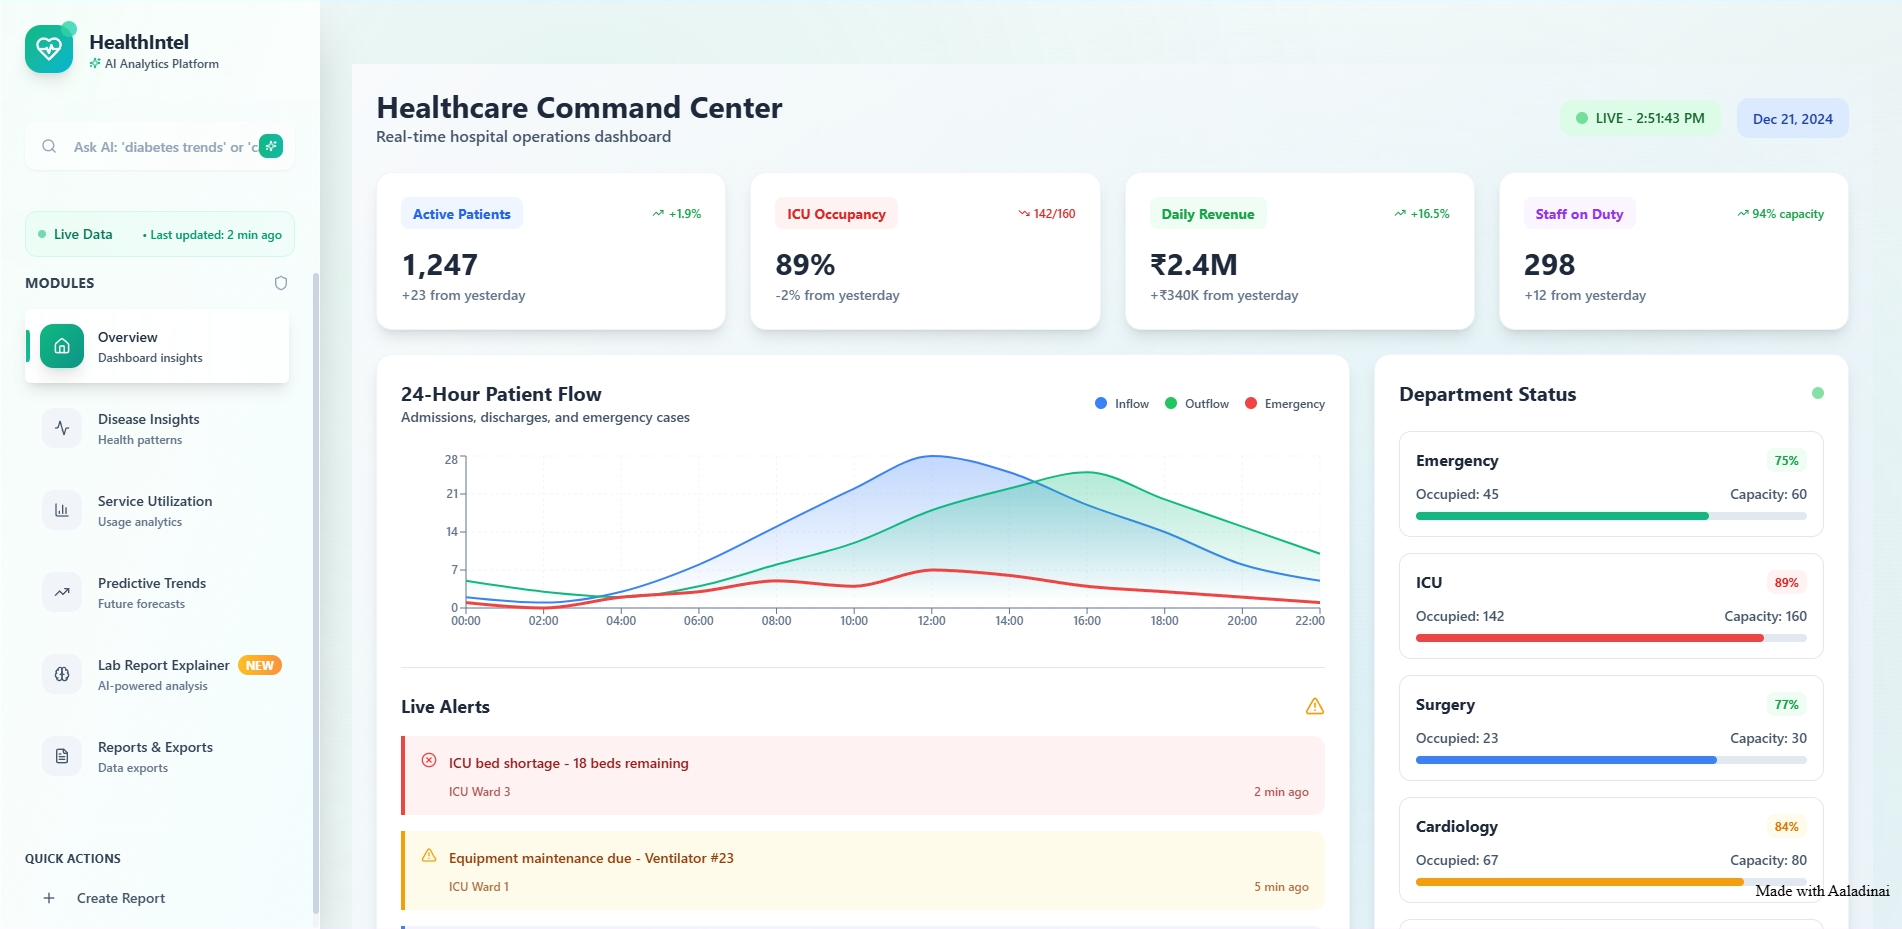 HealthIntel
AI Analytics Platform
Ask AI: 'diabetes trends' or 'c
Live Data • Last updated: 2 min ago
MODULES
Overview
Dashboard insights
Disease Insights
Health patterns
Service Utilization
Usage analytics
Predictive Trends
Future forecasts
Lab Report Explainer NEW
AI-powered analysis
Reports & Exports
Data exports
QUICK ACTIONS
Create Report
Healthcare Command Center
Real-time hospital operations dashboard
LIVE - 2:51:43 PM
Dec 21, 2024
Active Patients +1.9%
1,247
+23 from yesterday
ICU Occupancy 142/160
89%
-2% from yesterday
Daily Revenue +16.5%
₹2.4M
+₹340K from yesterday
Staff on Duty 94% capacity
298
+12 from yesterday
24-Hour Patient Flow
Admissions, discharges, and emergency cases
Inflow Outflow Emergency
28
21
14
7
0
00:00 02:00 04:00 06:00 08:00 10:00 12:00 14:00 16:00 18:00 20:00 22:00
Live Alerts
ICU bed shortage - 18 beds remaining
ICU Ward 3 2 min ago
Equipment maintenance due - Ventilator #23
ICU Ward 1 5 min ago
Department Status
Emergency 75%
Occupied: 45 Capacity: 60
ICU 89%
Occupied: 142 Capacity: 160
Surgery 77%
Occupied: 23 Capacity: 30
Cardiology 84%
Occupied: 67 Capacity: 80
Made with Aaladinai